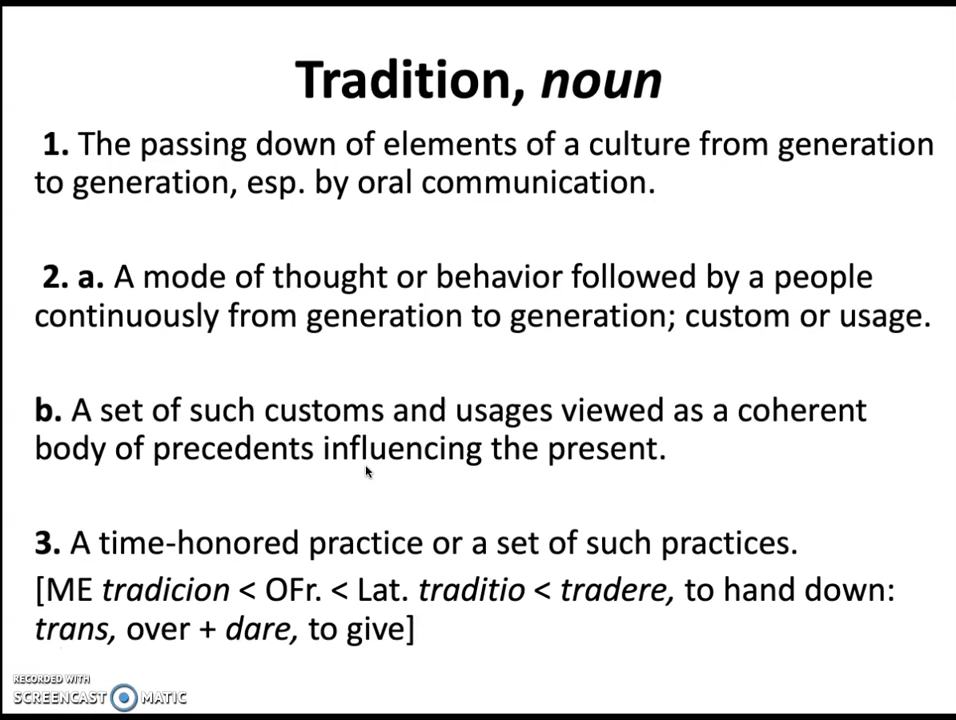 Tradition, noun
1. The passing down of elements of a culture from generation
to generation, esp. by oral communication.
2. a. A mode of thought or behavior followed by a people
continuously from generation to generation; custom or usage.
b. A set of such customs and usages viewed as a coherent
body of precedents influencing the present.
3. A time-honored practice or a set of such practices.
[ME tradicion < OFr. < Lat. traditio < tradere, to hand down:
trans, over + dare, to give]
RECORDED WITH
SCREENCAST MATIC